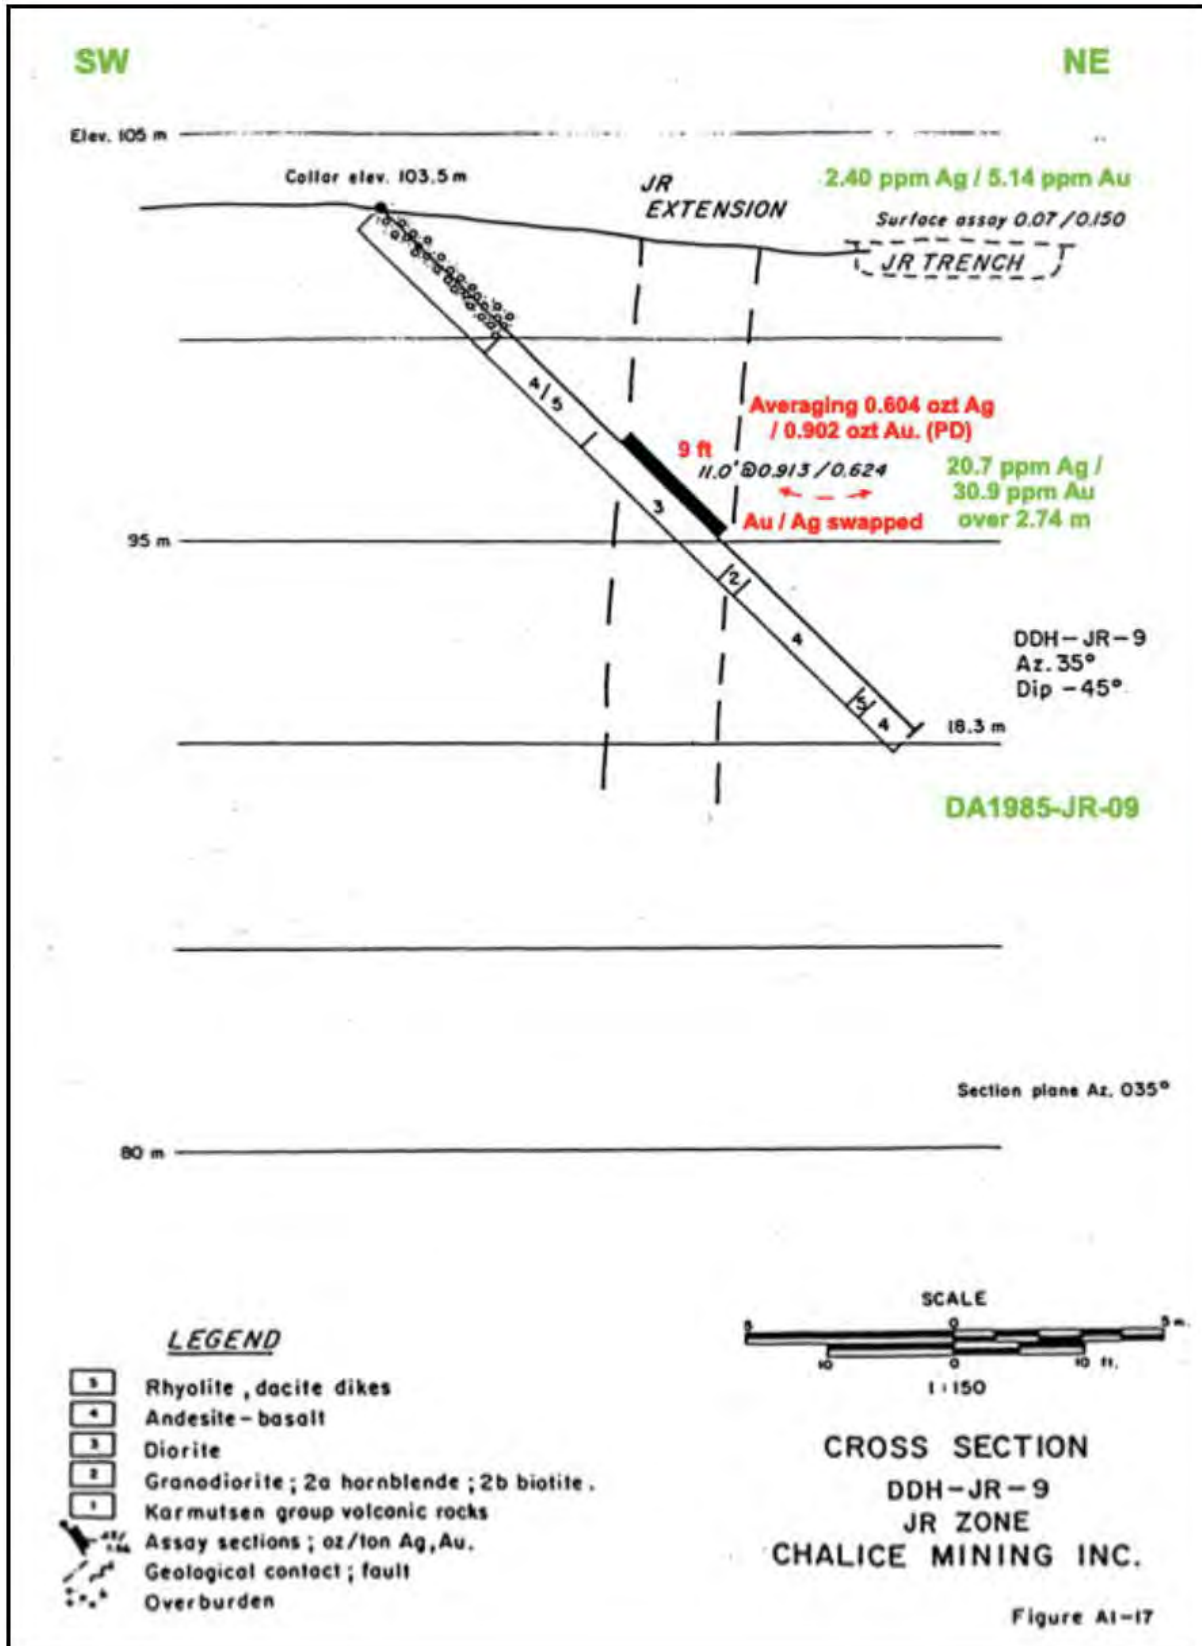 SW
NE
Elev. 105 m
Collar elev. 103.5 m
JR
EXTENSION
2.40 ppm Ag / 5.14 ppm Au
Surface assay 0.07 / 0.150
JR TRENCH
4/5
Averaging 0.604 ozt Ag
/ 0.902 ozt Au. (PD)
9 ft
11.0' @ 0.913 / 0.624
Au / Ag swapped
20.7 ppm Ag /
30.9 ppm Au
over 2.74 m
3
95 m
2
4
DDH-JR-9
Az. 35°
Dip -45°
5
4
18.3 m
DA1985-JR-09
Section plane Az. 035°
80 m
SCALE
5 0 5 m.
10 0 10 ft.
1:150
LEGEND
5 Rhyolite, dacite dikes
4 Andesite-basalt
3 Diorite
2 Granodiorite; 2a hornblende; 2b biotite.
1 Karmutsen group volcanic rocks
Assay sections; oz/ton Ag, Au.
Geological contact; fault
Overburden
CROSS SECTION
DDH-JR-9
JR ZONE
CHALICE MINING INC.
Figure A1-17